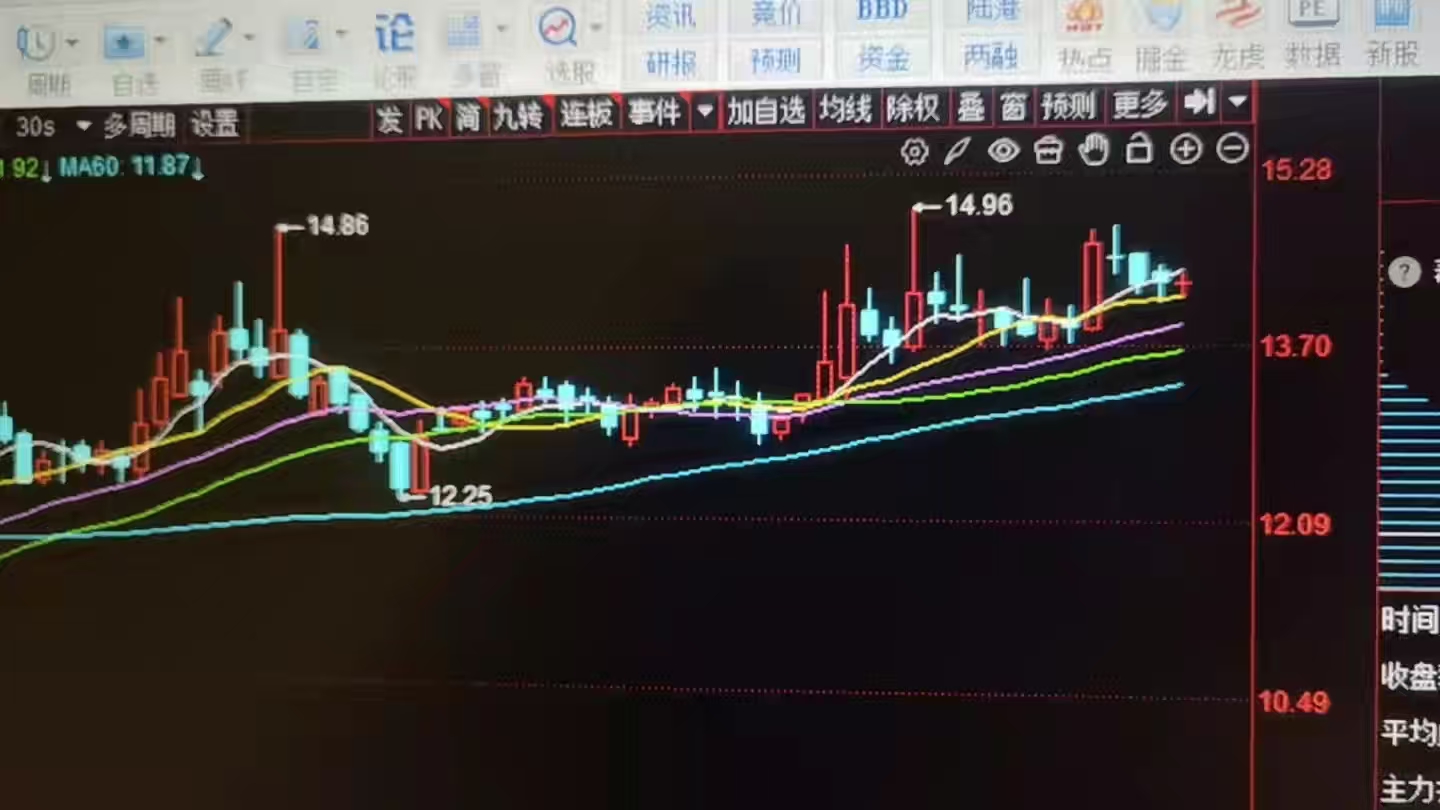 资讯 竞价 BBD 陆港
周期 自选 画线 论 论股 多窗 选股 研报 预测 资金 两融 热点 掘金 龙虎 PE 数据 新股
30s 多周期 设置 发 PK 简 九转 连板 事件 加自选 均线 除权 叠 窗 预测 更多
1.92↓ MA60: 11.87↓
15.28
14.86
14.96
?
13.70
12.25
12.09
10.49
时间
收盘
平均
主力